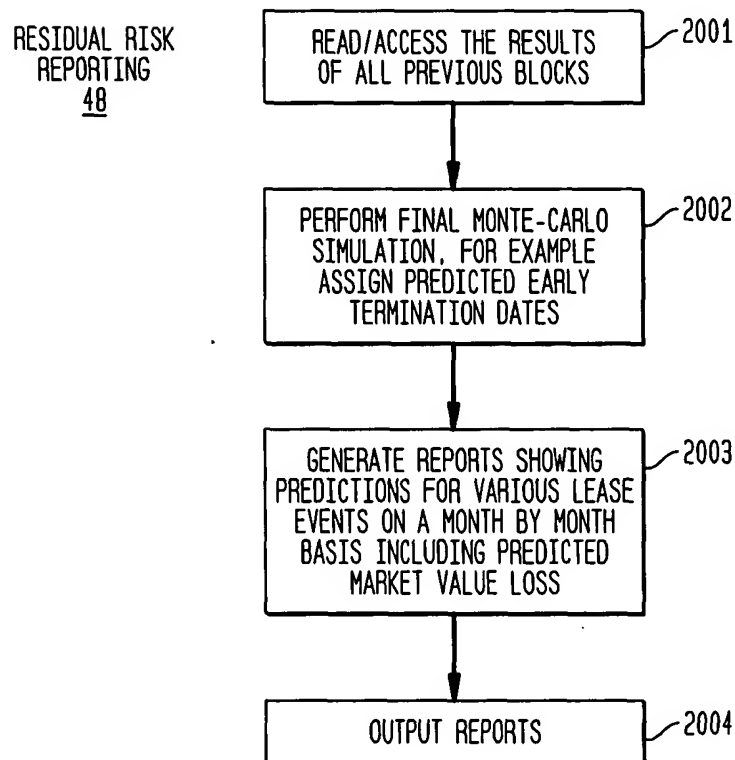 RESIDUAL RISK
REPORTING
48
READ/ACCESS THE RESULTS
OF ALL PREVIOUS BLOCKS
2001
PERFORM FINAL MONTE-CARLO
SIMULATION, FOR EXAMPLE
ASSIGN PREDICTED EARLY
TERMINATION DATES
2002
GENERATE REPORTS SHOWING
PREDICTIONS FOR VARIOUS LEASE
EVENTS ON A MONTH BY MONTH
BASIS INCLUDING PREDICTED
MARKET VALUE LOSS
2003
OUTPUT REPORTS
2004